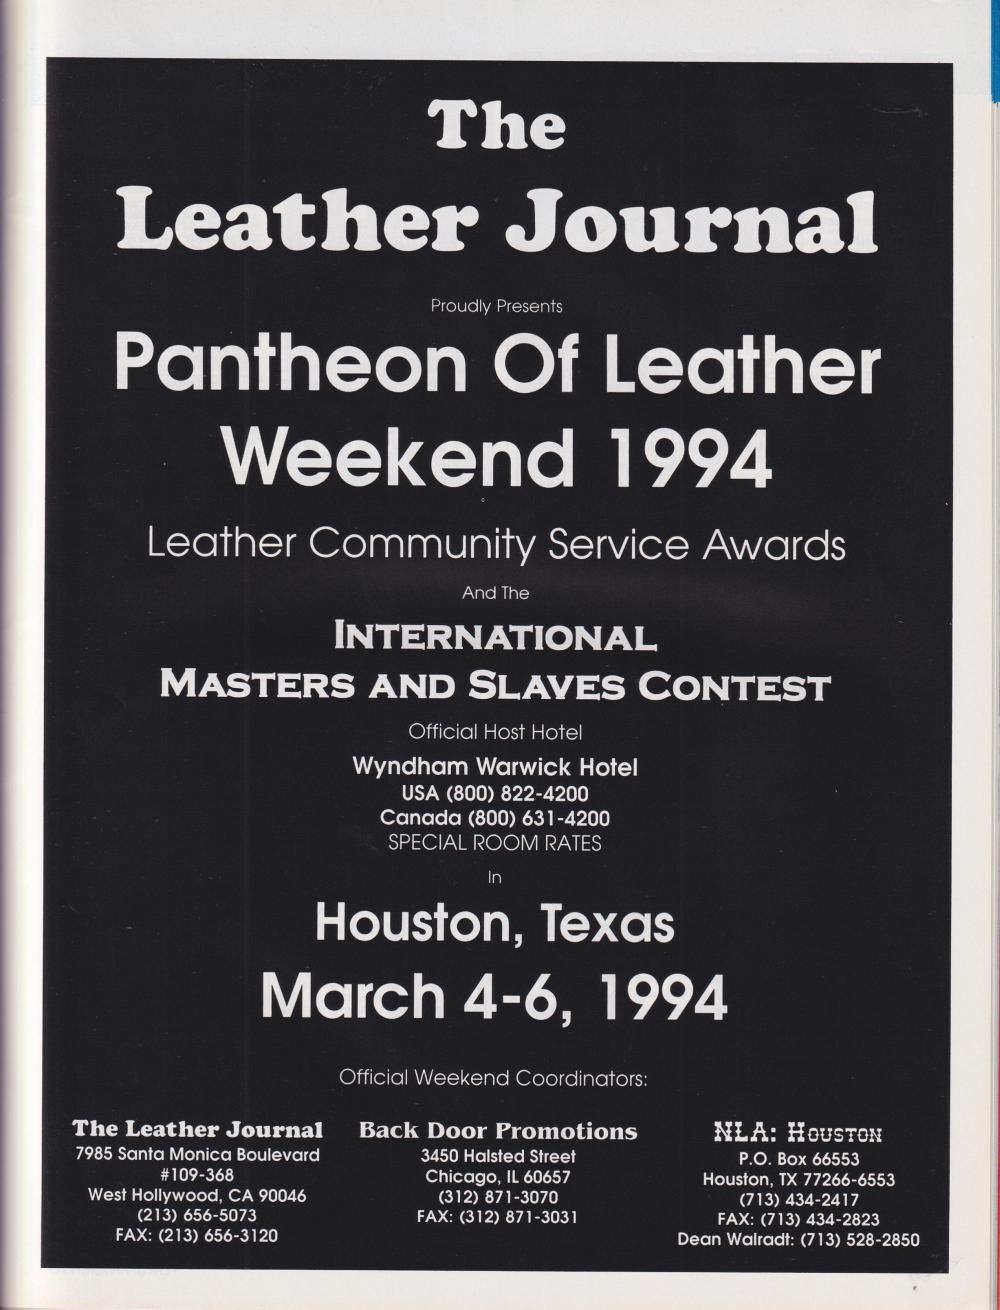 The
Leather Journal
Proudly Presents
Pantheon Of Leather
Weekend 1994
Leather Community Service Awards
And The
INTERNATIONAL
MASTERS AND SLAVES CONTEST
Official Host Hotel
Wyndham Warwick Hotel
USA (800) 822-4200
Canada (800) 631-4200
SPECIAL ROOM RATES
In
Houston, Texas
March 4-6, 1994
Official Weekend Coordinators:
The Leather Journal
7985 Santa Monica Boulevard
#109-368
West Hollywood, CA 90046
(213) 656-5073
FAX: (213) 656-3120
Back Door Promotions
3450 Halsted Street
Chicago, IL 60657
(312) 871-3070
FAX: (312) 871-3031
NLA: HOUSTON
P.O. Box 66553
Houston, TX 77266-6553
(713) 434-2417
FAX: (713) 434-2823
Dean Walradt: (713) 528-2850